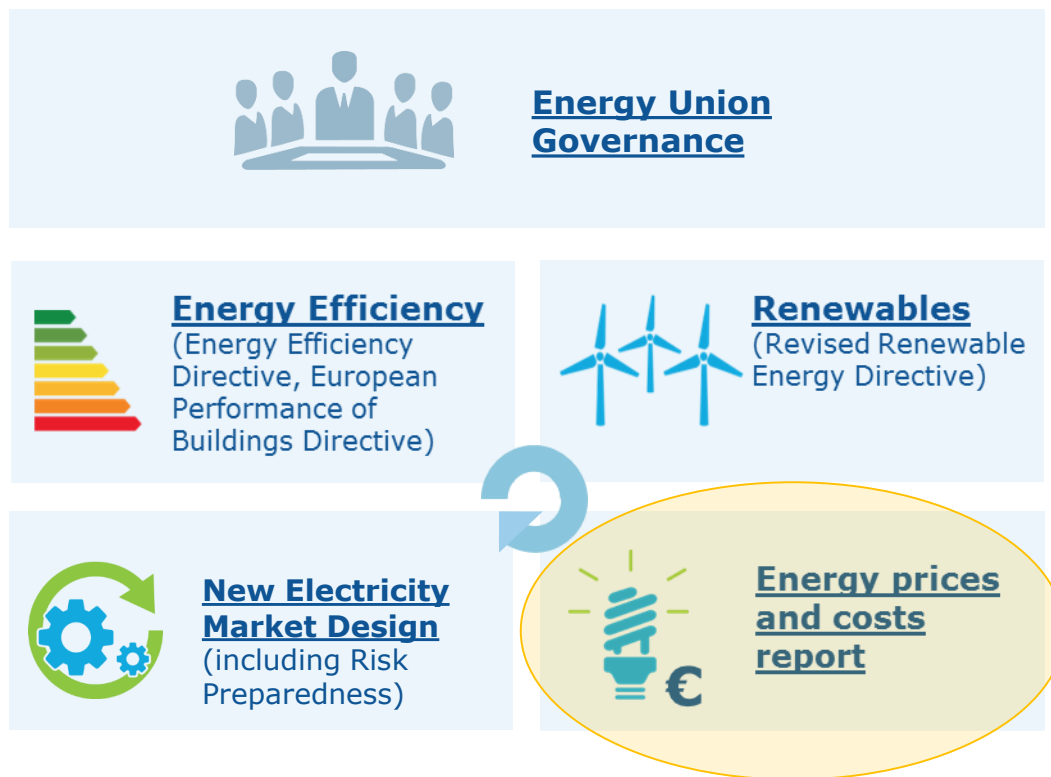 Energy Union
Governance
Energy Efficiency
(Energy Efficiency
Directive, European
Performance of
Buildings Directive)
Renewables
(Revised Renewable
Energy Directive)
New Electricity
Market Design
(including Risk
Preparedness)
Energy prices
and costs
report
€